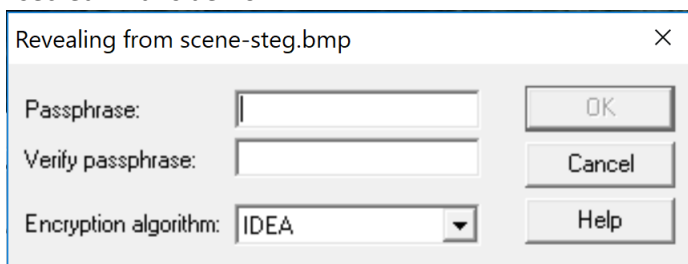 Revealing from scene-steg.bmp
Passphrase:
OK
Verify passphrase:
Cancel
Encryption algorithm: IDEA
Help